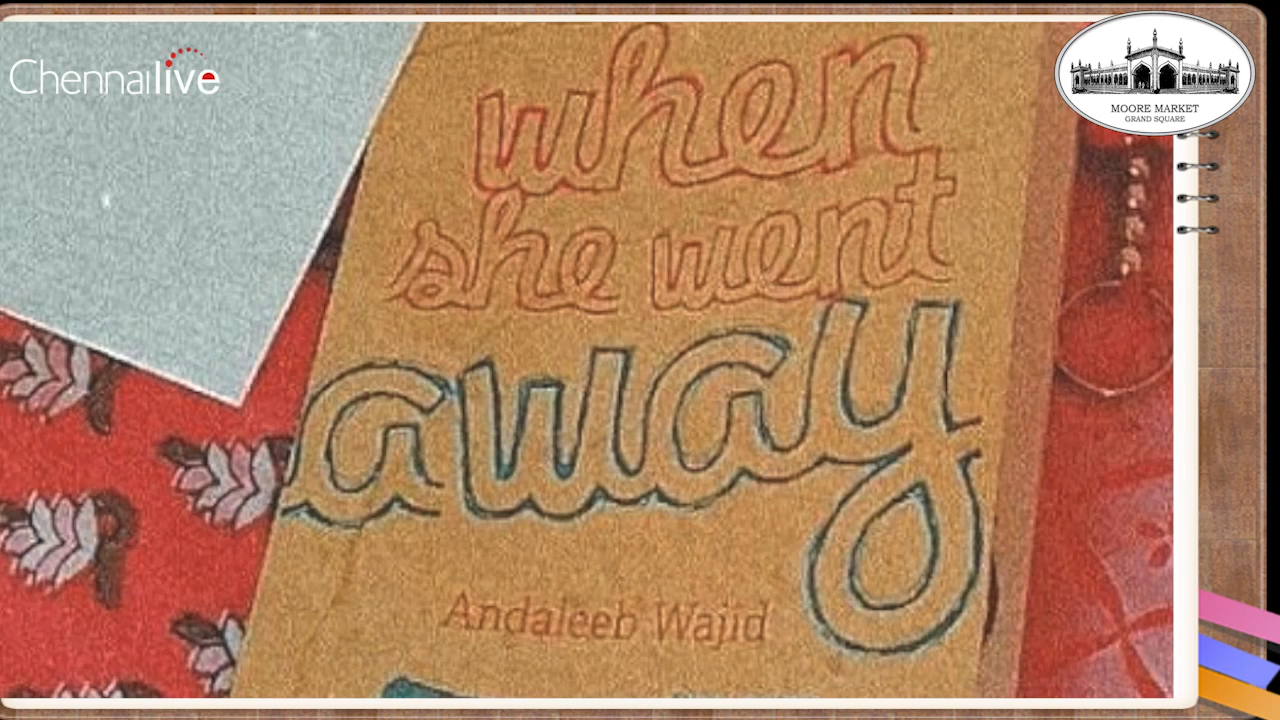 Chennailive
MOORE MARKET
GRAND SQUARE
when
she went
away
Andaleeb Wajid